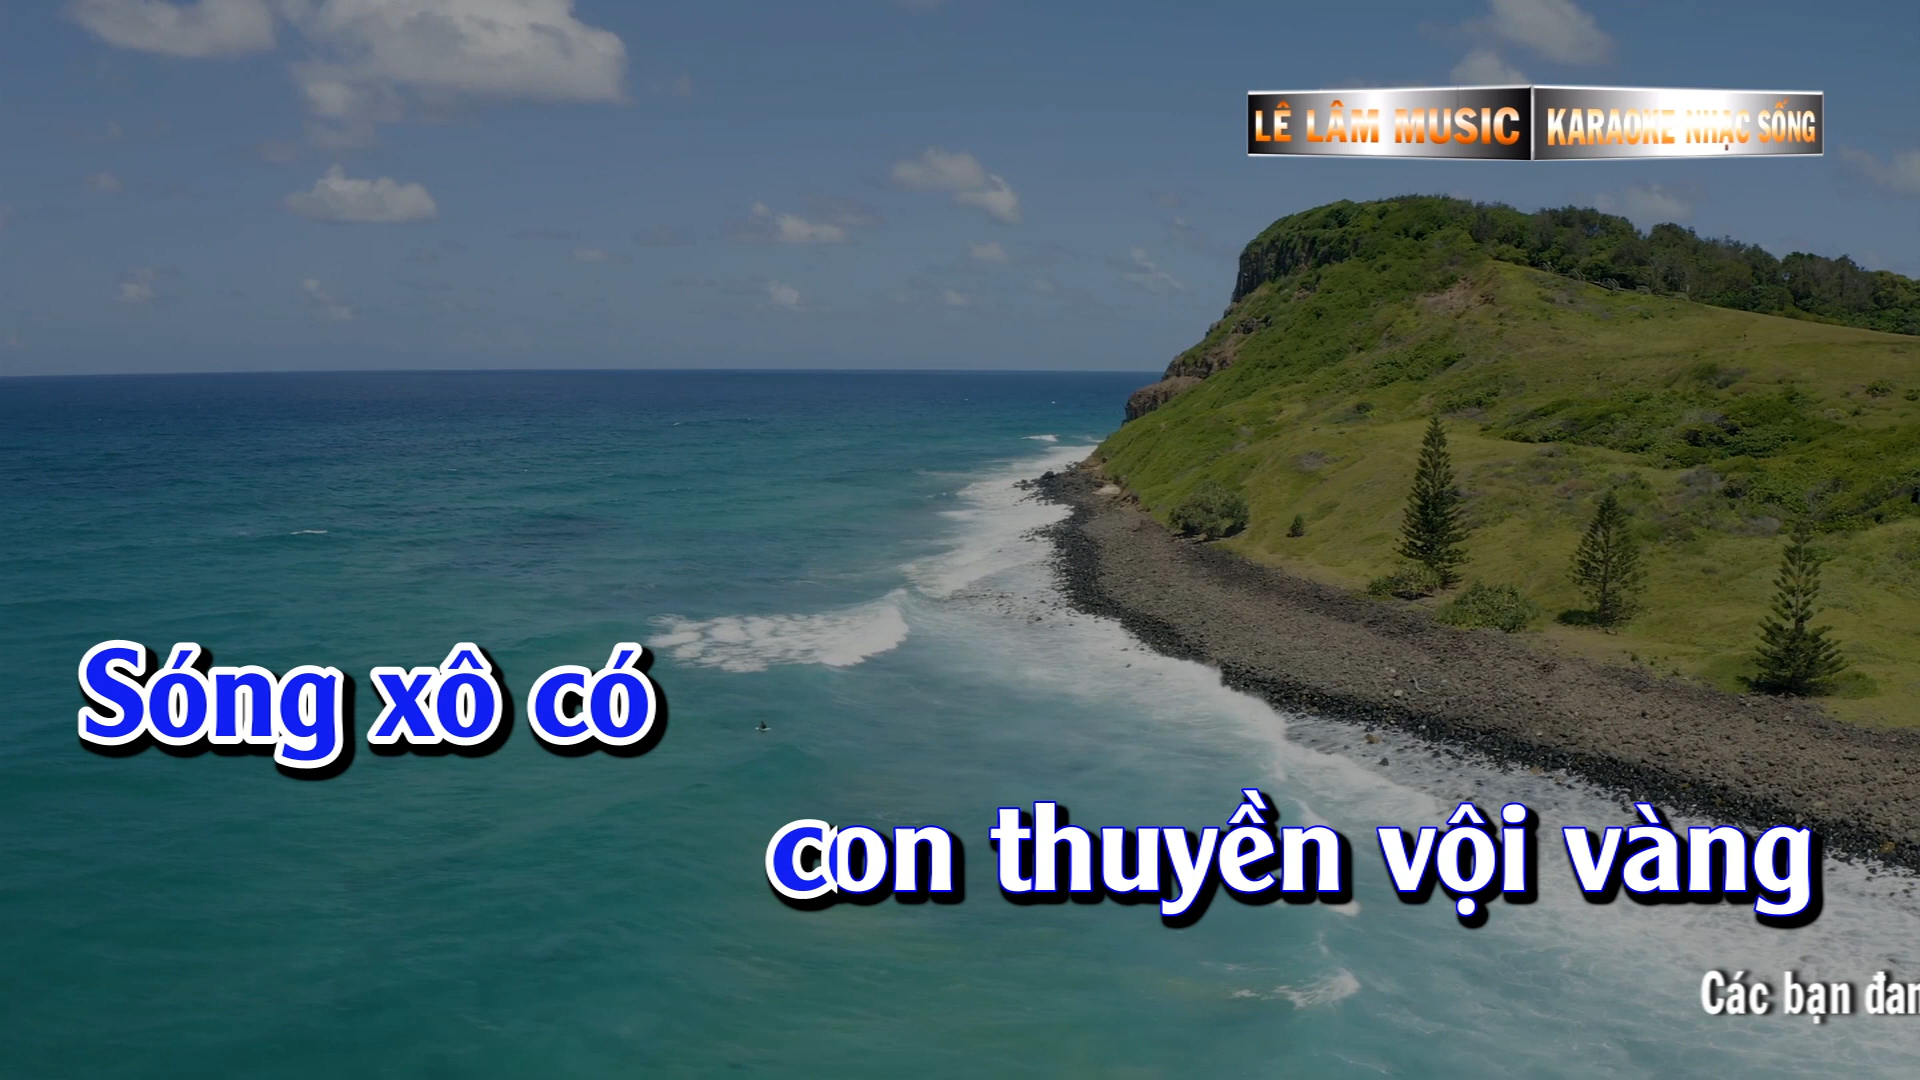 LÊ LÂM MUSIC KARAOKE NHẠC SỐNG
Sóng xô có
con thuyền vội vàng
Các bạn đan